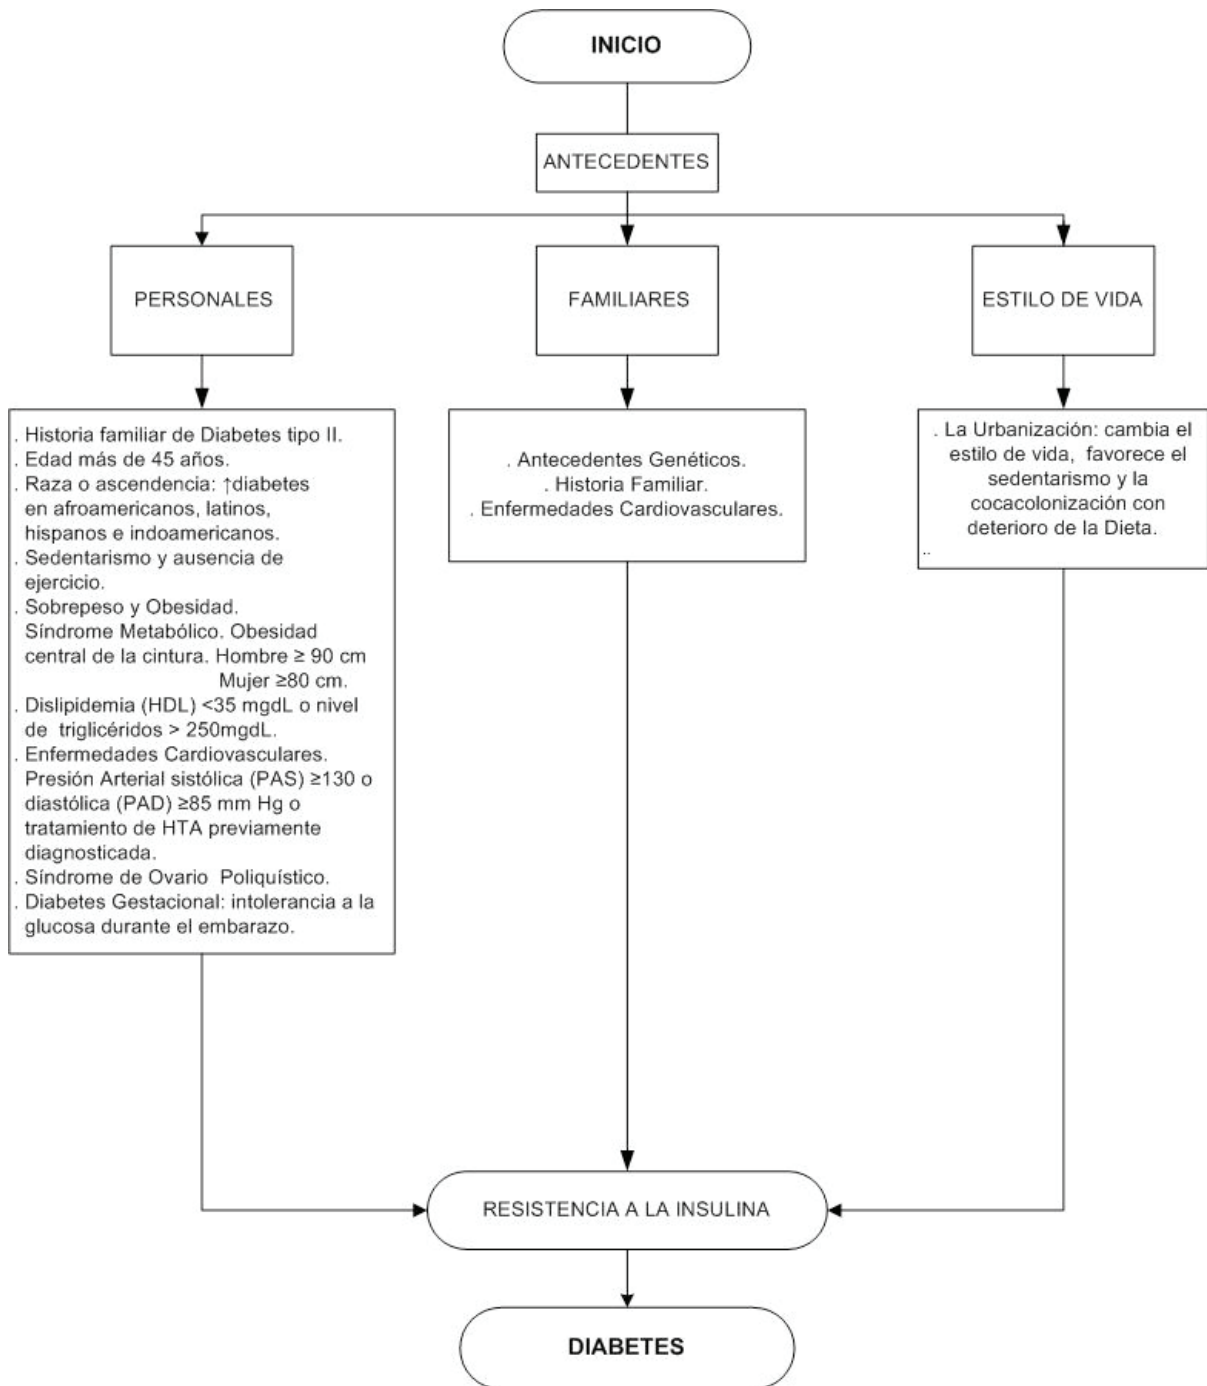 INICIO
ANTECEDENTES
PERSONALES
FAMILIARES
ESTILO DE VIDA
. Historia familiar de Diabetes tipo II.
. Edad más de 45 años.
. Raza o ascendencia: ↑diabetes
en afroamericanos, latinos,
hispanos e indoamericanos.
. Sedentarismo y ausencia de
ejercicio.
. Sobrepeso y Obesidad.
Síndrome Metabólico. Obesidad
central de la cintura. Hombre ≥ 90 cm
Mujer ≥80 cm.
. Dislipidemia (HDL) <35 mgdL o nivel
de triglicéridos > 250mgdL.
. Enfermedades Cardiovasculares.
Presión Arterial sistólica (PAS) ≥130 o
diastólica (PAD) ≥85 mm Hg o
tratamiento de HTA previamente
diagnosticada.
. Síndrome de Ovario Poliquístico.
. Diabetes Gestacional: intolerancia a la
glucosa durante el embarazo.
. Antecedentes Genéticos.
. Historia Familiar.
. Enfermedades Cardiovasculares.
. La Urbanización: cambia el
estilo de vida, favorece el
sedentarismo y la
cocacolonización con
deterioro de la Dieta.
..
RESISTENCIA A LA INSULINA
DIABETES